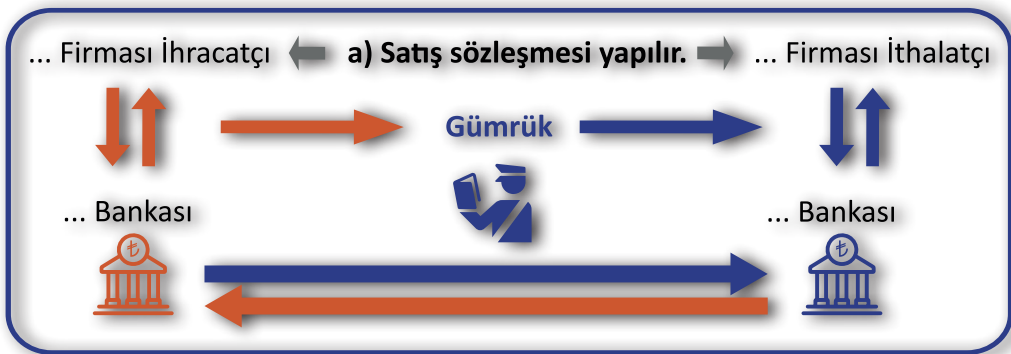 ... Firması İhracatçı a) Satış sözleşmesi yapılır. ... Firması İthalatçı
Gümrük
... Bankası ... Bankası
₺ ₺